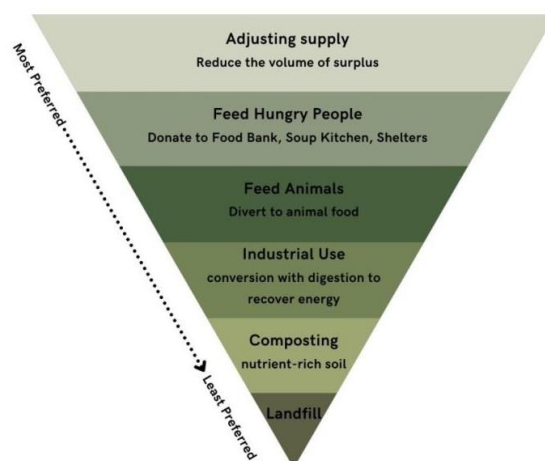 Adjusting supply
Reduce the volume of surplus
Most Preferred
Feed Hungry People
Donate to Food Bank, Soup Kitchen, Shelters
Feed Animals
Divert to animal food
Industrial Use
conversion with digestion to
recover energy
Composting
nutrient-rich soil
Least Preferred
Landfill